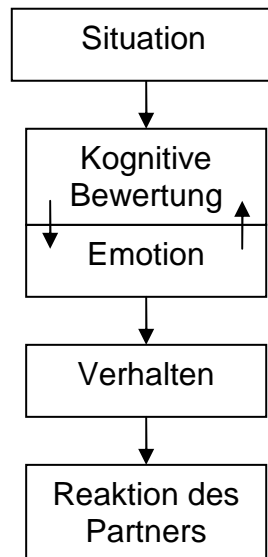 Situation
Kognitive
Bewertung
Emotion
Verhalten
Reaktion des
Partners